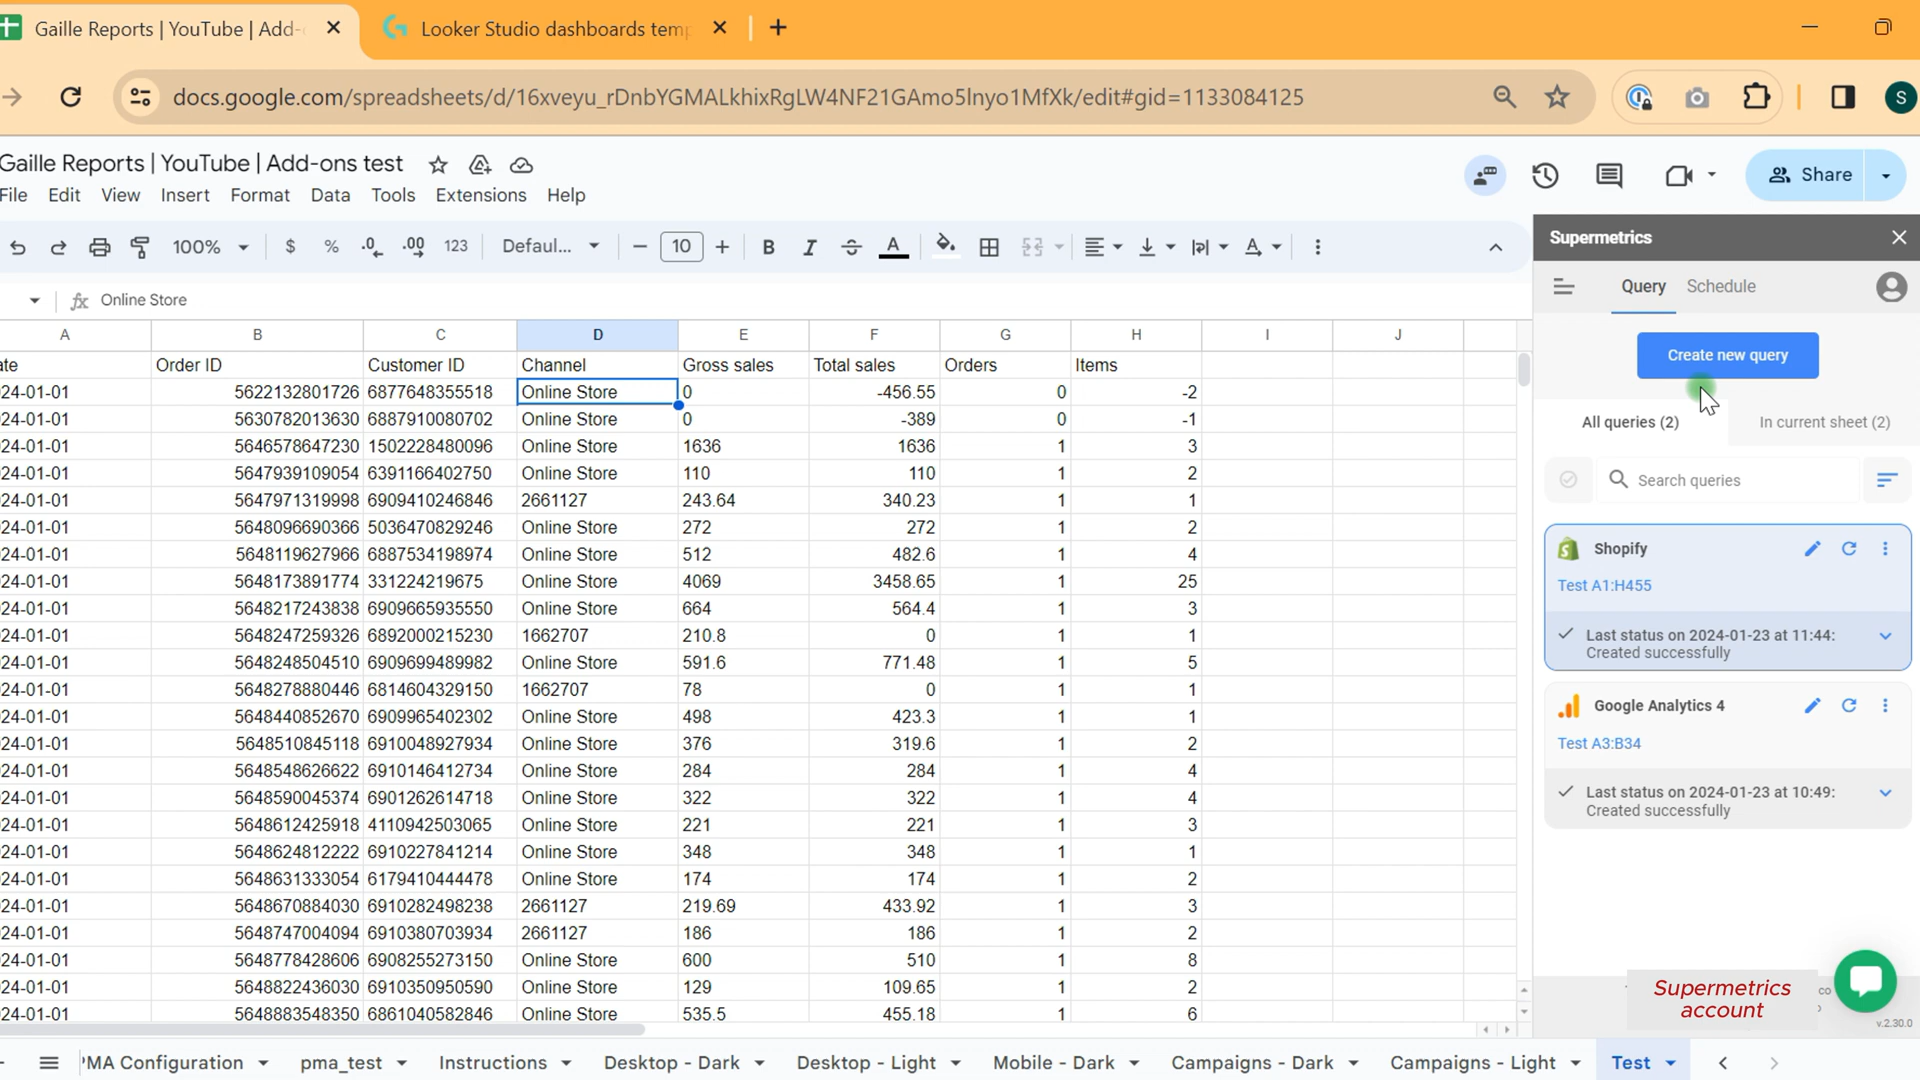 Gaille Reports | YouTube | Add-
Looker Studio dashboards temp
docs.google.com/spreadsheets/d/16xveyu_rDnbYGMALkhixRgLW4NF21GAmo5lnyo1MfXk/edit#gid=1133084125
S
Gaille Reports | YouTube | Add-ons test
File Edit View Insert Format Data Tools Extensions Help
Share
100% $ % .0 .00 123 Defaul... 10 B I A
Supermetrics
Query Schedule
fx Online Store
Create new query
All queries (2) In current sheet (2)
Search queries
Shopify
Test A1:H455
Last status on 2024-01-23 at 11:44:
Created successfully
Google Analytics 4
Test A3:B34
Last status on 2024-01-23 at 10:49:
Created successfully
A B C D E F G H I J
ate Order ID Customer ID Channel Gross sales Total sales Orders Items
24-01-01 5622132801726 6877648355518 Online Store 0 -456.55 0 -2
24-01-01 5630782013630 6887910080702 Online Store 0 -389 0 -1
24-01-01 5646578647230 1502228480096 Online Store 1636 1636 1 3
24-01-01 5647939109054 6391166402750 Online Store 110 110 1 2
24-01-01 5647971319998 6909410246846 2661127 243.64 340.23 1 1
24-01-01 5648096690366 5036470829246 Online Store 272 272 1 2
24-01-01 5648119627966 6887534198974 Online Store 512 482.6 1 4
24-01-01 5648173891774 331224219675 Online Store 4069 3458.65 1 25
24-01-01 5648217243838 6909665935550 Online Store 664 564.4 1 3
24-01-01 5648247259326 6892000215230 1662707 210.8 0 1 1
24-01-01 5648248504510 6909699489982 Online Store 591.6 771.48 1 5
24-01-01 5648278880446 6814604329150 1662707 78 0 1 1
24-01-01 5648440852670 6909965402302 Online Store 498 423.3 1 1
24-01-01 5648510845118 6910048927934 Online Store 376 319.6 1 2
24-01-01 5648548626622 6910146412734 Online Store 284 284 1 4
24-01-01 5648590045374 6901262614718 Online Store 322 322 1 4
24-01-01 5648612425918 4110942503065 Online Store 221 221 1 3
24-01-01 5648624812222 6910227841214 Online Store 348 348 1 1
24-01-01 5648631333054 6179410444478 Online Store 174 174 1 2
24-01-01 5648670884030 6910282498238 2661127 219.69 433.92 1 3
24-01-01 5648747004094 6910380703934 2661127 186 186 1 2
24-01-01 5648778428606 6908255273150 Online Store 600 510 1 8
24-01-01 5648822436030 6910350950590 Online Store 129 109.65 1 2
24-01-01 5648883548350 6861040582846 Online Store 535.5 455.18 1 6
Supermetrics
account
co
v.2.30.0
PMA Configuration pma_test Instructions Desktop - Dark Desktop - Light Mobile - Dark Campaigns - Dark Campaigns - Light Test